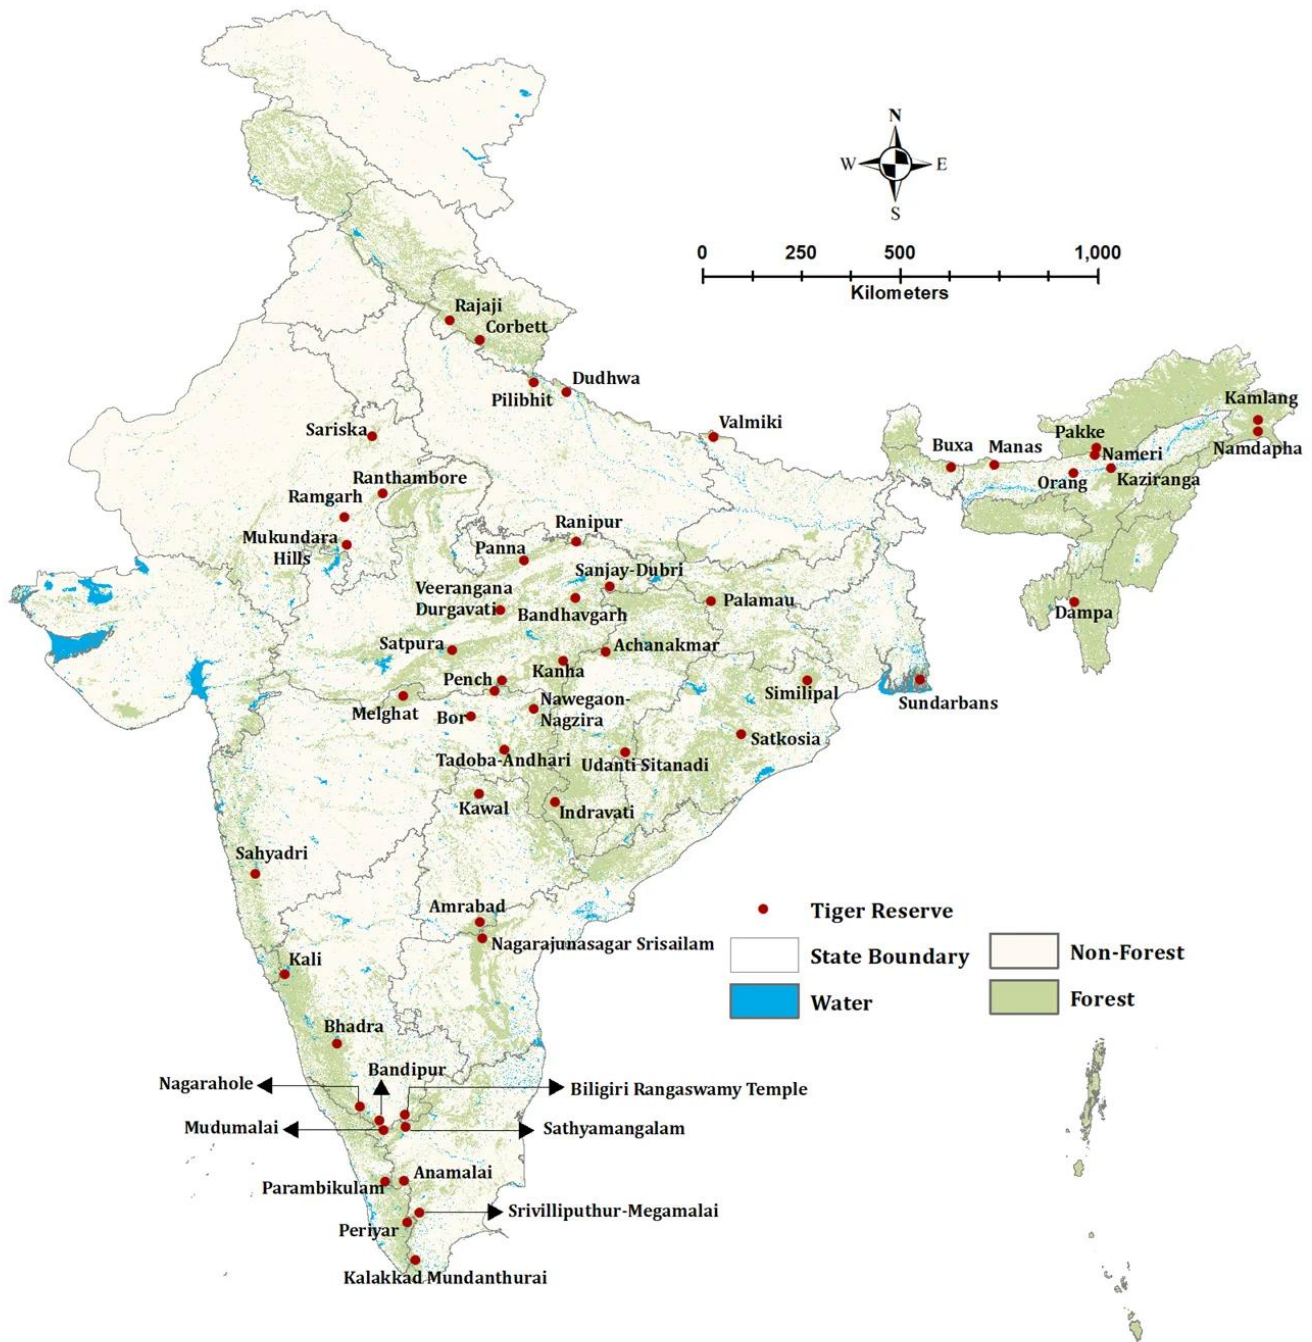 N
W
E
S
0 250 500 1,000
Kilometers
Rajaji
Corbett
Dudhwa
Pilibhit
Valmiki
Sariska
Ranthambore
Ramgarh
Mukundara
Hills
Kamlang
Pakke
Buxa
Manas
Nameri
Namdapha
Orang
Kaziranga
Ranipur
Panna
Sanjay-Dubri
Veerangana
Durgavati
Bandhavgarh
Palamau
Dampa
Satpura
Achanakmar
Kanha
Pench
Similipal
Melghat
Bor
Nawegaon-
Nagzira
Sundarbans
Satkosia
Tadoba-Andhari
Udanti Sitanadi
Kawal
Indravati
Sahyadri
Amrabad
Nagarajunasagar Srisailam
Kali
Bhadra
Bandipur
Nagarahole
Biligiri Rangaswamy Temple
Mudumalai
Sathyamangalam
Anamalai
Parambikulam
Srivilliputhur-Megamalai
Periyar
Kalakkad Mundanthurai
Tiger Reserve
State Boundary
Water
Non-Forest
Forest